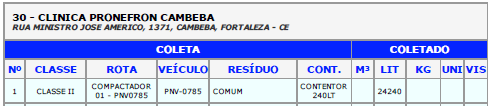 30 - CLINICA PRONEFRON CAMBEBA
RUA MINISTRO JOSE AMERICO, 1371, CAMBEBA, FORTALEZA - CE
COLETA COLETADO
Nº CLASSE ROTA VEÍCULO RESÍDUO CONT. M³ LIT KG UNI VIS
1 CLASSE II COMPACTADOR 01 - PNV0785 PNV-0785 COMUM CONTENTOR 240LT 24240